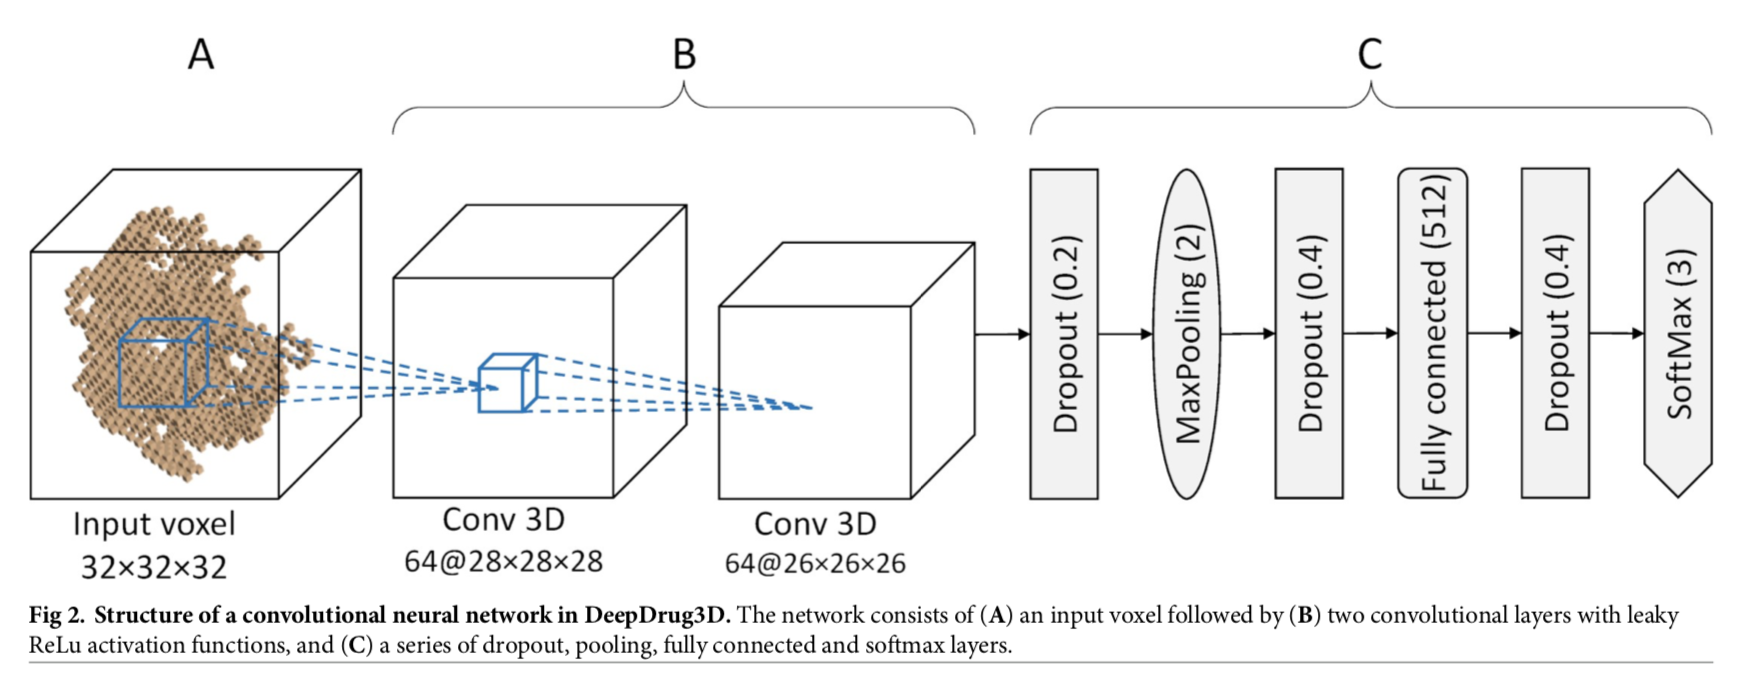 A
B
C
Input voxel
32×32×32
Conv 3D
64@28×28×28
Conv 3D
64@26×26×26
Dropout (0.2)
MaxPooling (2)
Dropout (0.4)
Fully connected (512)
Dropout (0.4)
SoftMax (3)
Fig 2. Structure of a convolutional neural network in DeepDrug3D. The network consists of (A) an input voxel followed by (B) two convolutional layers with leaky
ReLu activation functions, and (C) a series of dropout, pooling, fully connected and softmax layers.